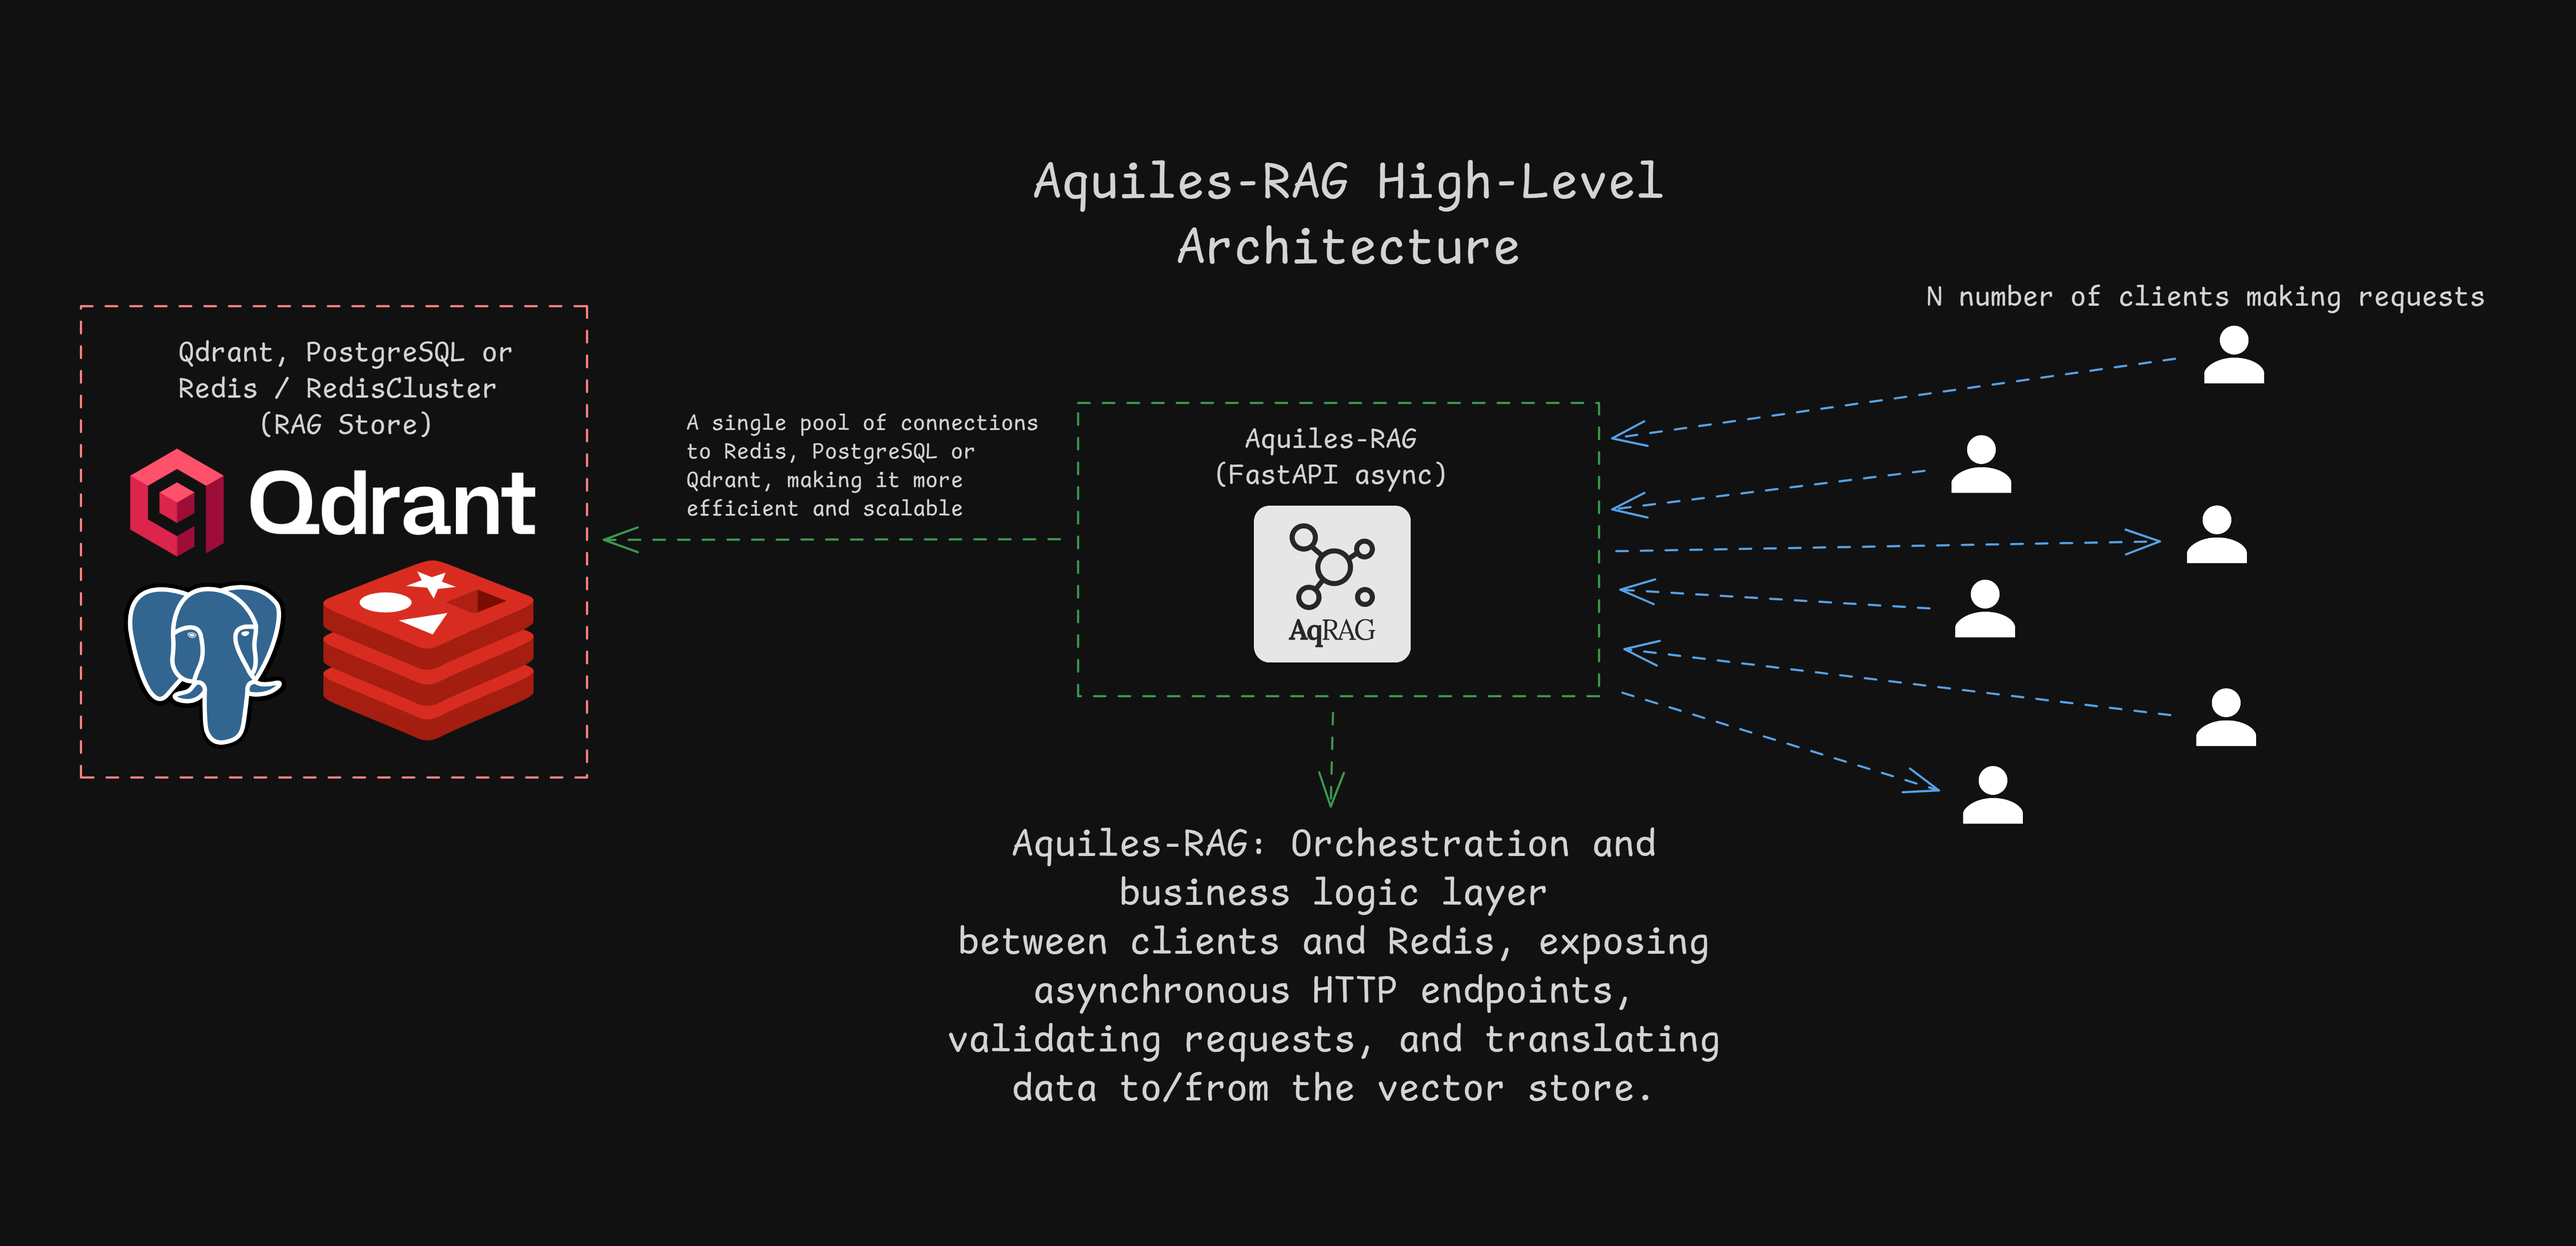 Aquiles-RAG High-Level
Architecture
N number of clients making requests
Qdrant, PostgreSQL or
Redis / RedisCluster
(RAG Store)
Qdrant
A single pool of connections
to Redis, PostgreSQL or
Qdrant, making it more
efficient and scalable
Aquiles-RAG
(FastAPI async)
AqRAG
Aquiles-RAG: Orchestration and
business logic layer
between clients and Redis, exposing
asynchronous HTTP endpoints,
validating requests, and translating
data to/from the vector store.